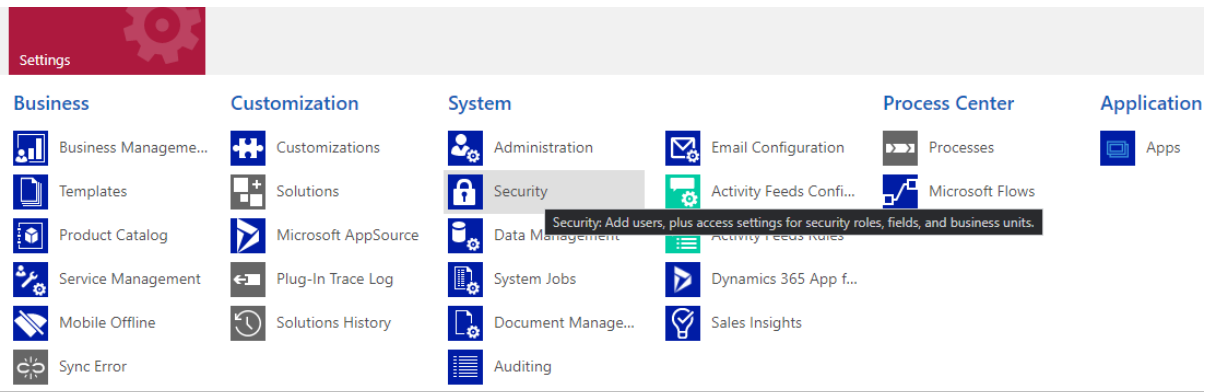 Settings
Business
Business Manageme...
Templates
Product Catalog
Service Management
Mobile Offline
Sync Error
Customization
Customizations
Solutions
Microsoft AppSource
Plug-In Trace Log
Solutions History
System
Administration
Security
Data Management
System Jobs
Document Manage...
Auditing
Email Configuration
Activity Feeds Confi...
Security: Add users, plus access settings for security roles, fields, and business units.
Activity Feeds Rules
Dynamics 365 App f...
Sales Insights
Process Center
Processes
Microsoft Flows
Application
Apps